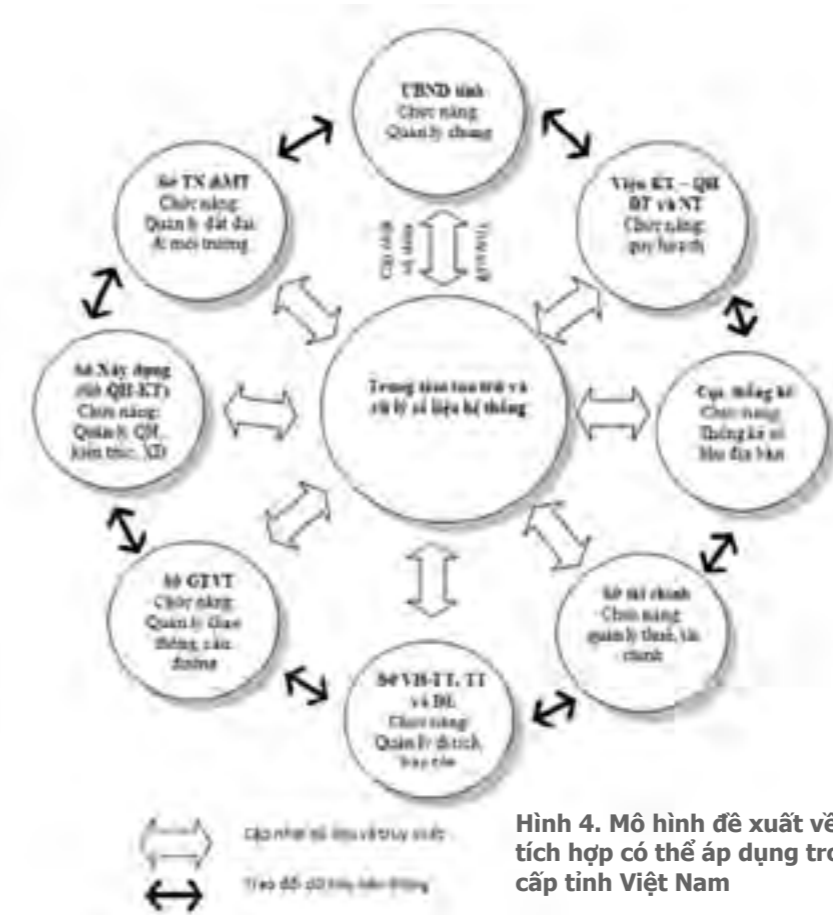 UBND tỉnh
Chức năng:
Quản lý chung
Sở TN &MT
Chức năng:
Quản lý đất đai
& môi trường
Viện KT – QH
ĐT và NT
Chức năng:
quy hoạch
Truy xuất
Sở Xây dựng
(Sở QH-KT)
Chức năng:
Quản lý QH,
kiến trúc, XD
Trung tâm lưu trữ và
xử lý số liệu hệ thống
Cục thống kê
Chức năng:
Thống kê số
liệu địa bàn
Sở GTVT
Chức năng:
Quản lý giao
thông, cầu
đường
Sở tài chính
Chức năng:
quản lý thuế, tài
chính
Sở VH-TT, TT
và DL
Chức năng:
Quản lý di tích,
bảo tồn
Cập nhật số liệu và truy xuất
Trao đổi dữ liệu
Hình 4. Mô hình đề xuất về
tích hợp có thể áp dụng tro
cấp tỉnh Việt Nam